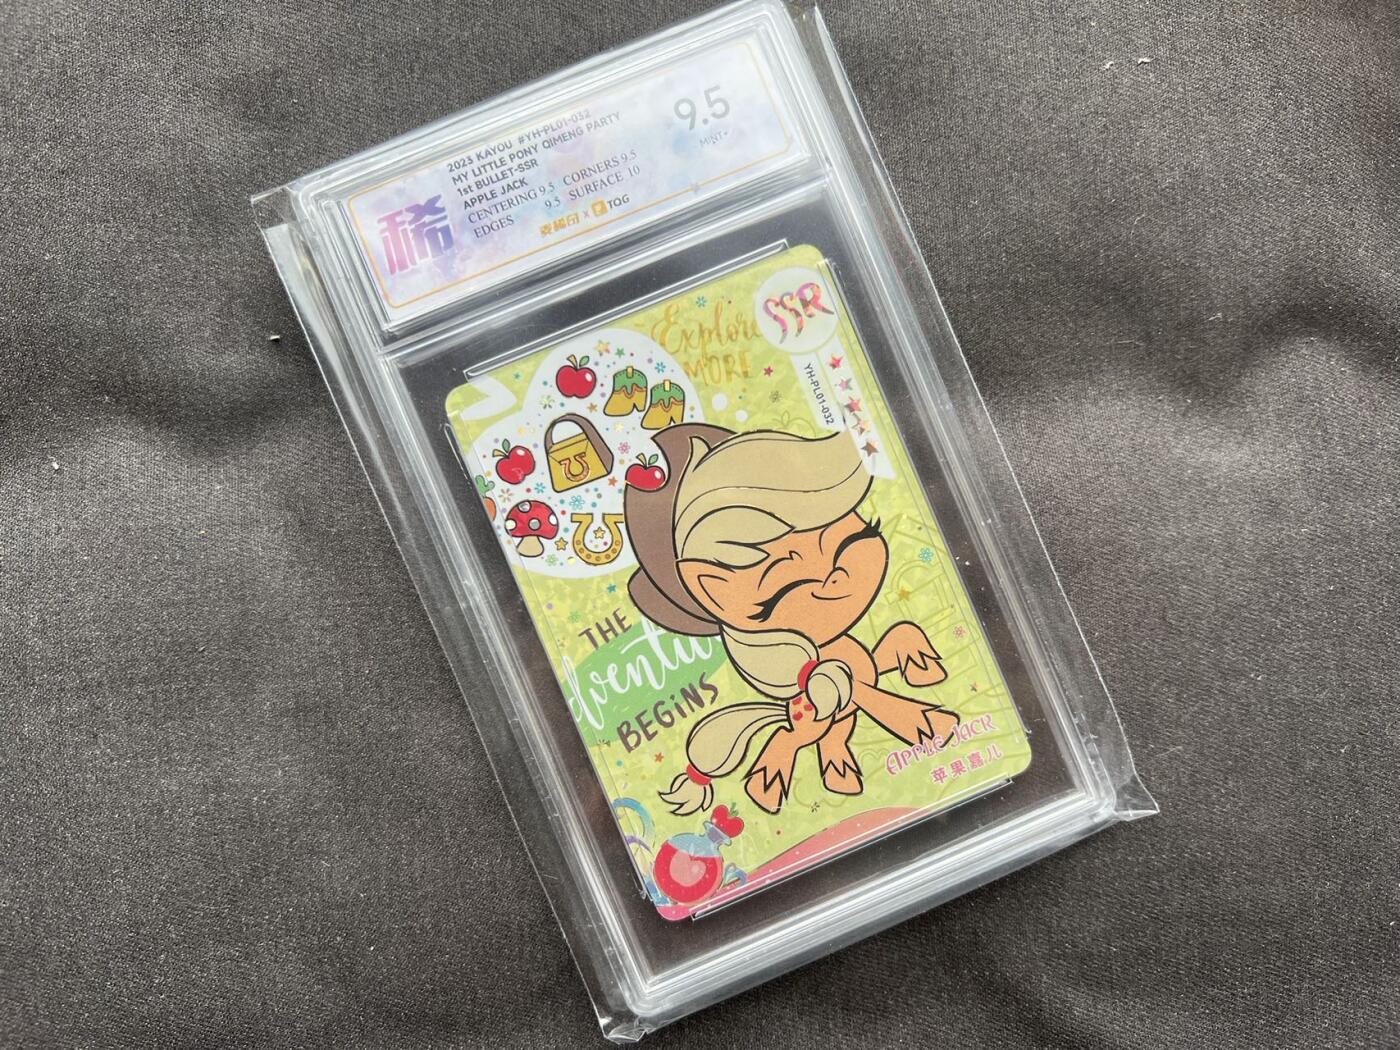 2023 KAYOU #YH-PL01-032
MY LITTLE PONY QIMENG PARTY
1st BULLET-SSR
APPLE JACK
CENTERING 9.5 CORNERS 9.5
EDGES 9.5 SURFACE 10
稀
TQG
9.5
MINT+
Explore
MORE
SSR
YH-PL01-032
THE
dventu
BEGINS
APPLE JACK
苹果嘉儿